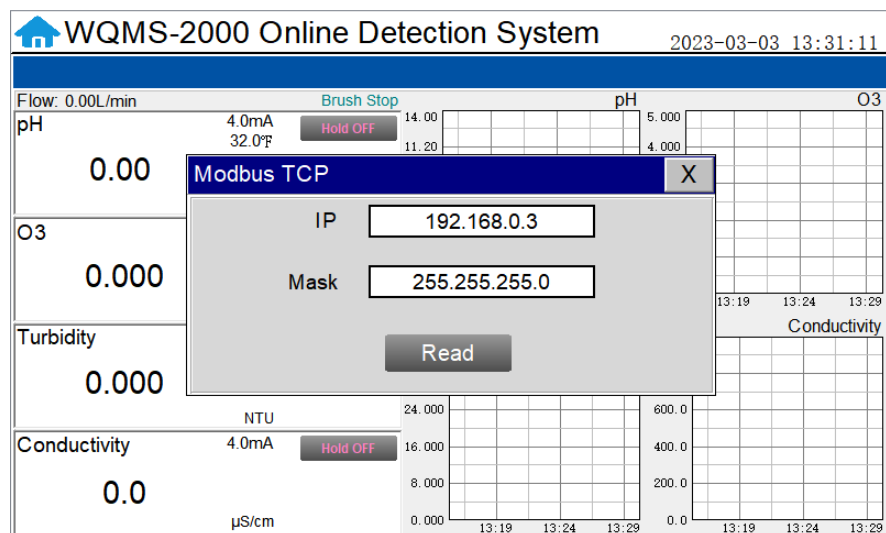 WQMS-2000 Online Detection System
2023-03-03 13:31:11
Flow: 0.00L/min
Brush Stop
pH
O3
pH
4.0mA
Hold OFF
32.0℉
0.00
14.00
11.20
5.000
4.000
Modbus TCP
X
IP
192.168.0.3
Mask
255.255.255.0
Read
O3
0.000
13:19 13:24 13:29
Turbidity
0.000
NTU
Conductivity
24.000
16.000
8.000
0.000
13:19 13:24 13:29
600.0
400.0
200.0
0.0
13:19 13:24 13:29
Conductivity
4.0mA
Hold OFF
0.0
µS/cm